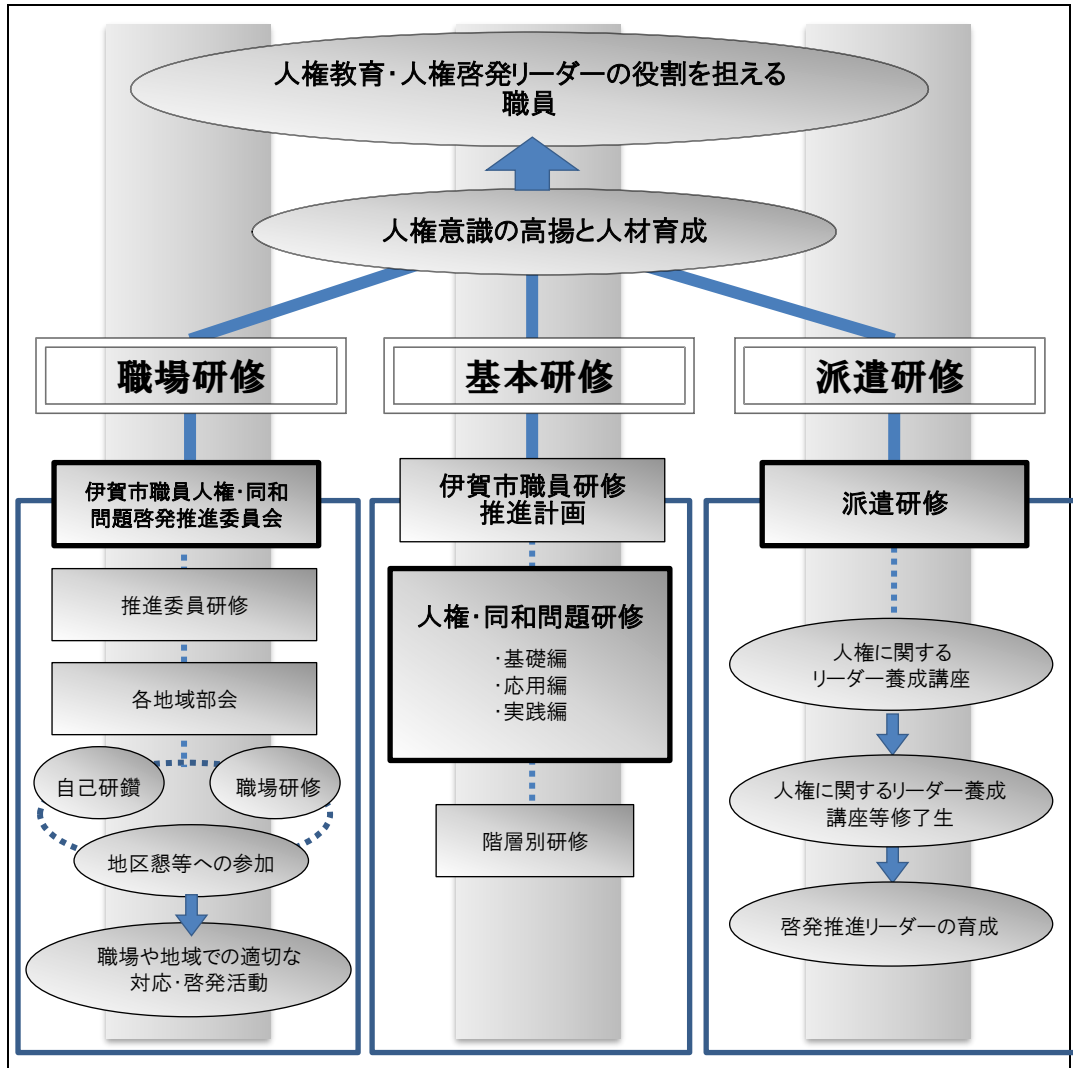 人権教育・人権啓発リーダーの役割を担える
職員
人権意識の高揚と人材育成
職場研修
基本研修
派遣研修
伊賀市職員人権・同和
問題啓発推進委員会
推進委員研修
各地域部会
自己研鑽
職場研修
地区懇等への参加
職場や地域での適切な
対応・啓発活動
伊賀市職員研修
推進計画
人権・同和問題研修
・基礎編
・応用編
・実践編
階層別研修
派遣研修
人権に関する
リーダー養成講座
人権に関するリーダー養成
講座等修了生
啓発推進リーダーの育成